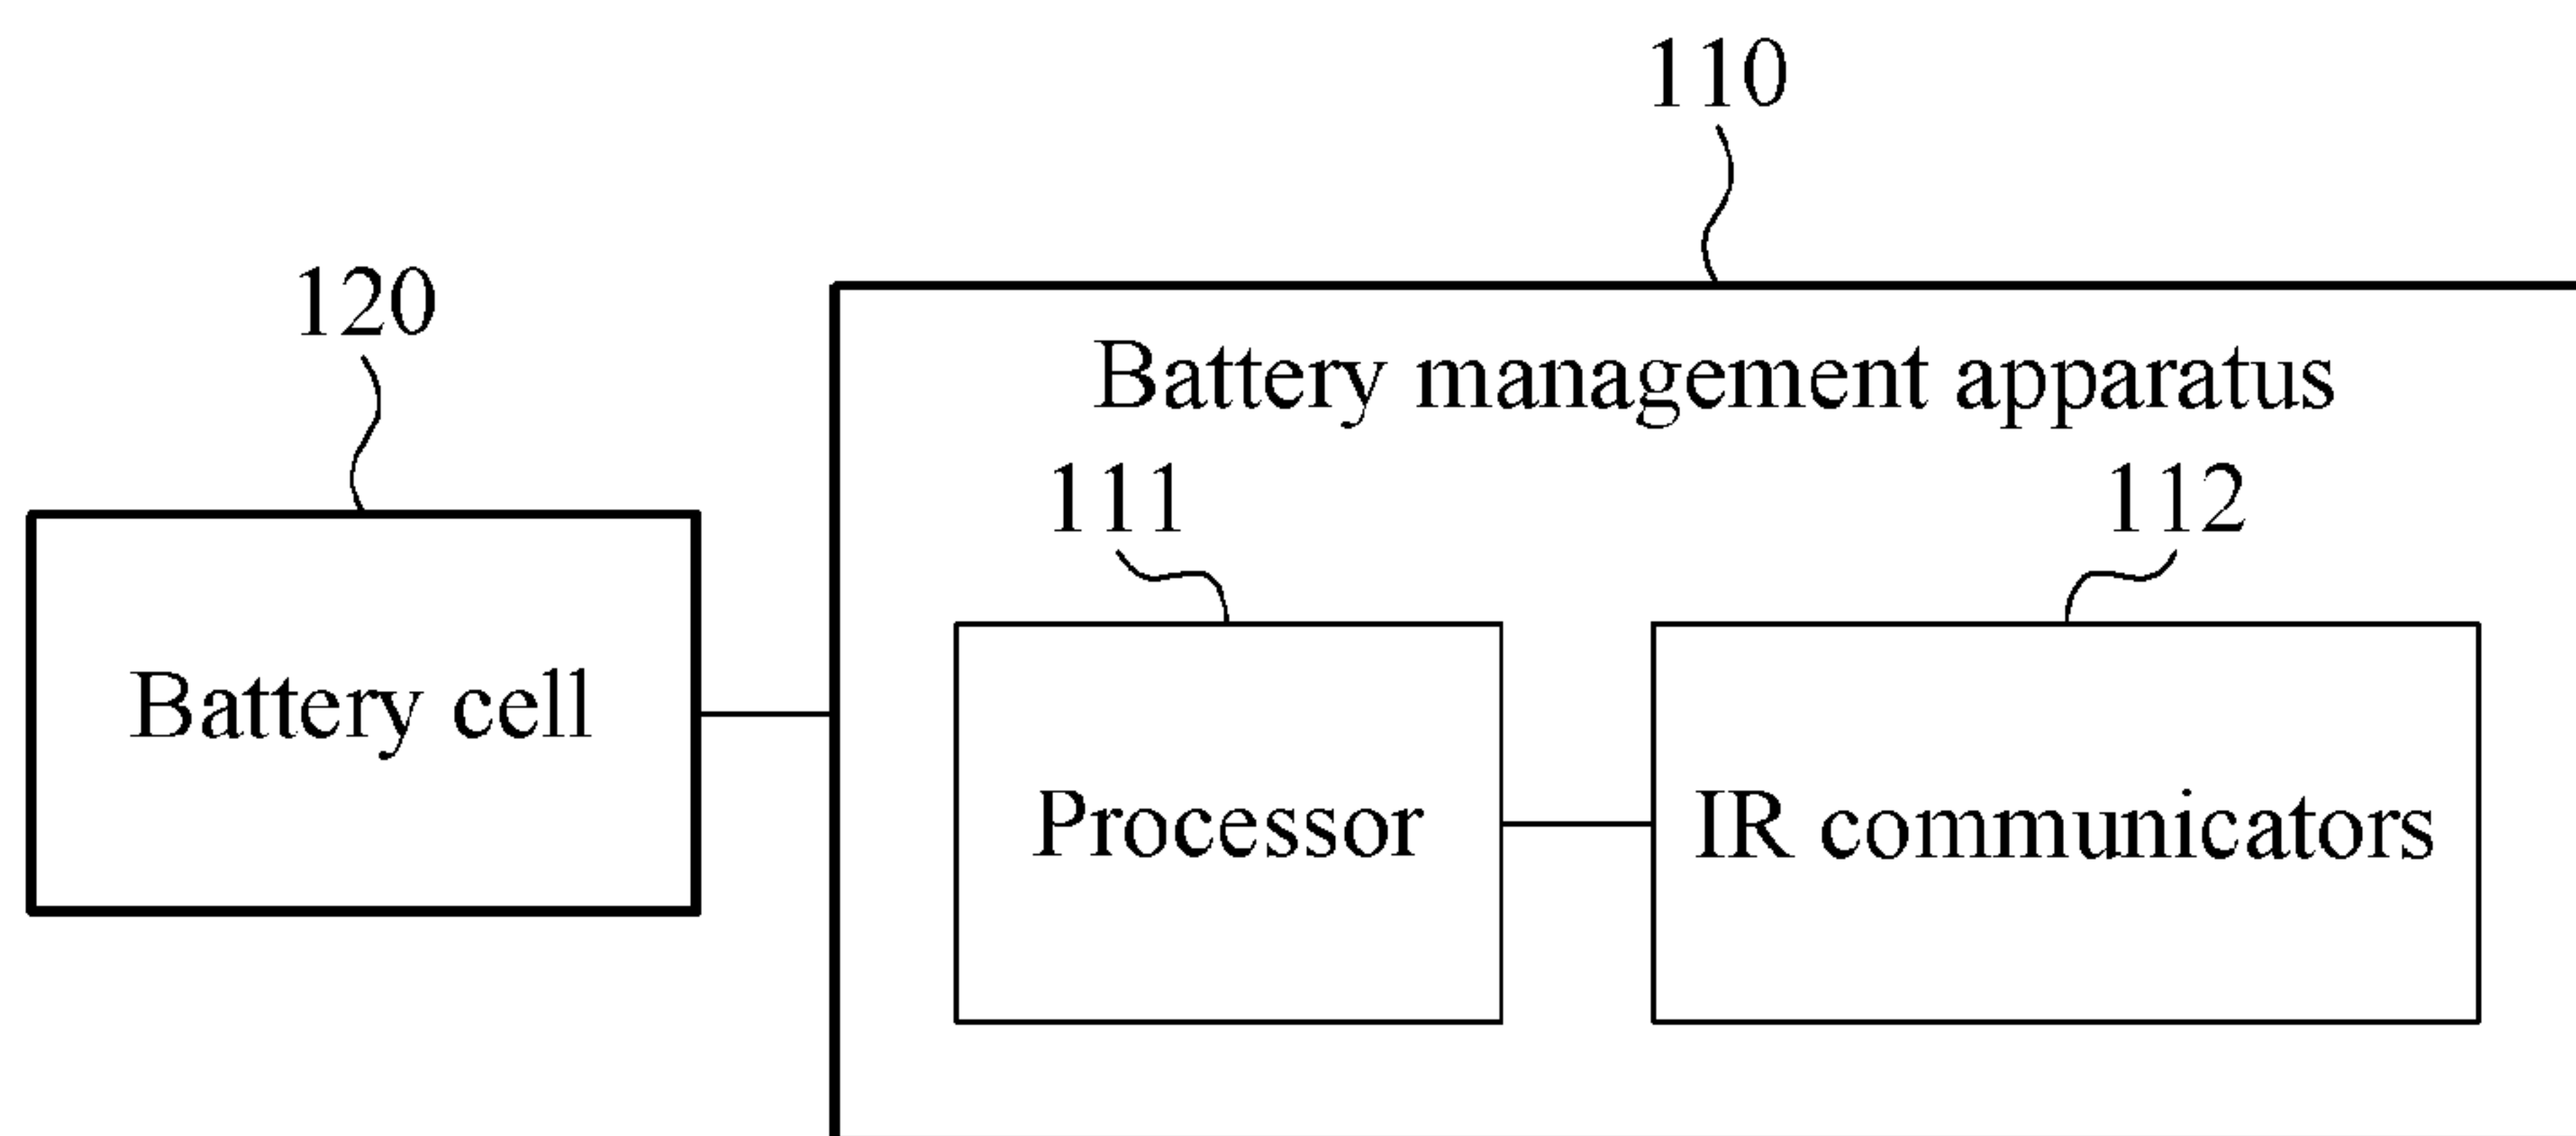 110
120
Battery management apparatus
111
112
Battery cell
Processor
IR communicators